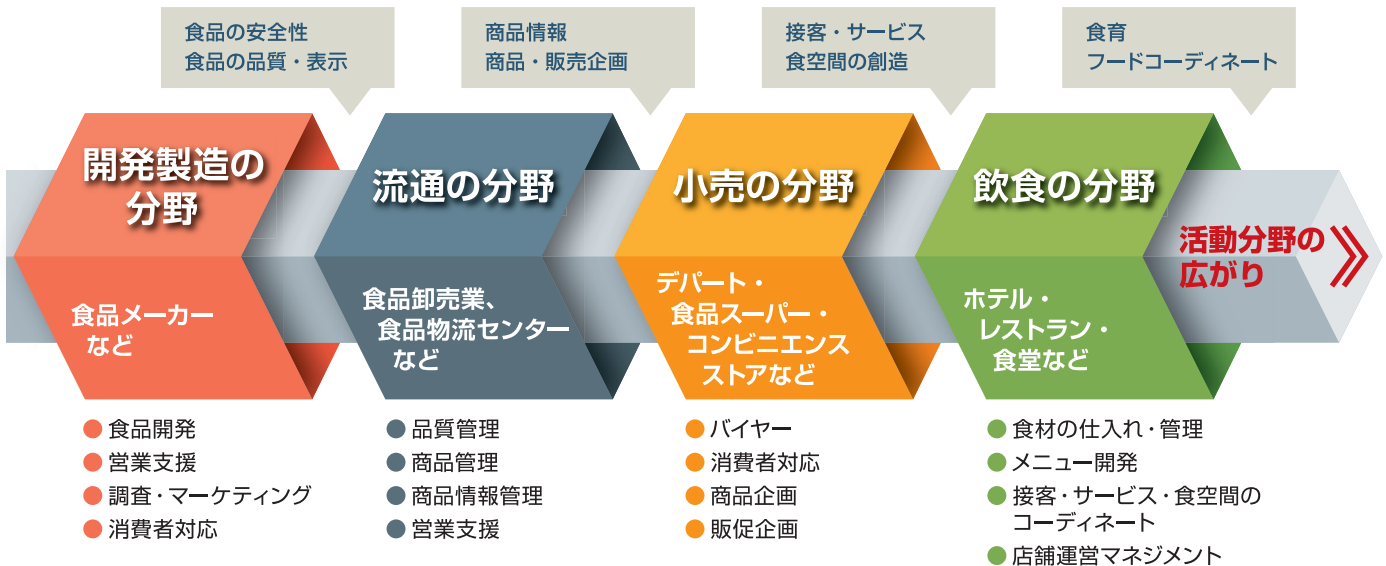 食品の安全性
食品の品質・表示
商品情報
商品・販売企画
接客・サービス
食空間の創造
食育
フードコーディネート
開発製造の
分野
流通の分野
小売の分野
飲食の分野
活動分野の
広がり
食品メーカー
など
食品卸売業、
食品物流センター
など
デパート・
食品スーパー・
コンビニエンス
ストアなど
ホテル・
レストラン・
食堂など
●食品開発
●営業支援
●調査・マーケティング
●消費者対応
●品質管理
●商品管理
●商品情報管理
●営業支援
●バイヤー
●消費者対応
●商品企画
●販促企画
●食材の仕入れ・管理
●メニュー開発
●接客・サービス・食空間の
コーディネート
●店舗運営マネジメント